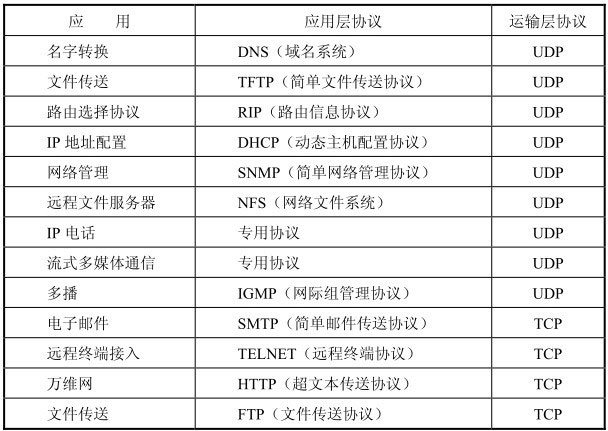 应 用 应用层协议 运输层协议
名字转换 DNS（域名系统） UDP
文件传送 TFTP（简单文件传送协议） UDP
路由选择协议 RIP（路由信息协议） UDP
IP 地址配置 DHCP（动态主机配置协议） UDP
网络管理 SNMP（简单网络管理协议） UDP
远程文件服务器 NFS（网络文件系统） UDP
IP 电话 专用协议 UDP
流式多媒体通信 专用协议 UDP
多播 IGMP（网际组管理协议） UDP
电子邮件 SMTP（简单邮件传送协议） TCP
远程终端接入 TELNET（远程终端协议） TCP
万维网 HTTP（超文本传送协议） TCP
文件传送 FTP（文件传送协议） TCP